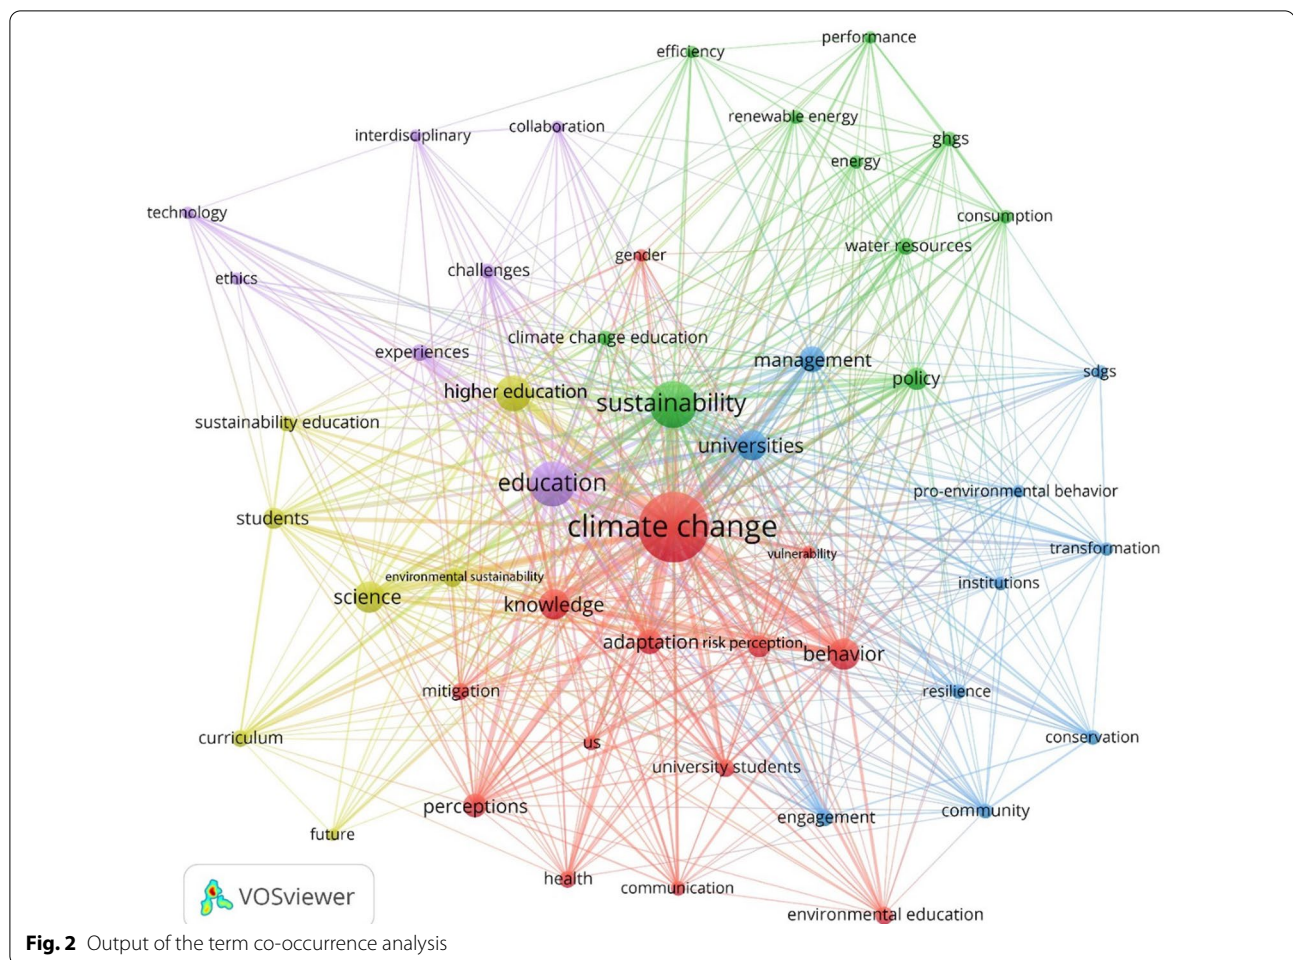 performance
efficiency
renewable energy
collaboration
interdisciplinary
ghgs
energy
technology
consumption
water resources
gender
challenges
ethics
climate change education
experiences
management
sdgs
policy
higher education
sustainability
sustainability education
universities
education
pro-environmental behavior
students
climate change
transformation
vulnerability
environmental sustainability
institutions
science
knowledge
adaptation
risk perception
behavior
mitigation
resilience
curriculum
us
conservation
university students
perceptions
community
engagement
future
health
communication
VOSviewer
environmental education
Fig. 2 Output of the term co-occurrence analysis